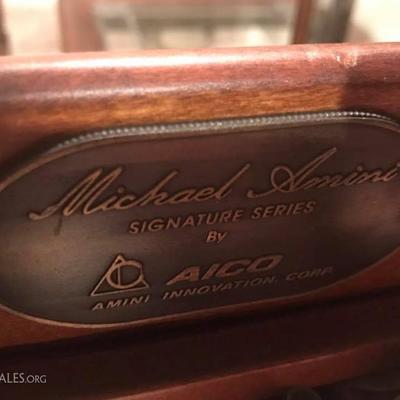 Michael Amini
SIGNATURE SERIES
By
AICO
AMINI INNOVATION, CORP.
ALES.ORG